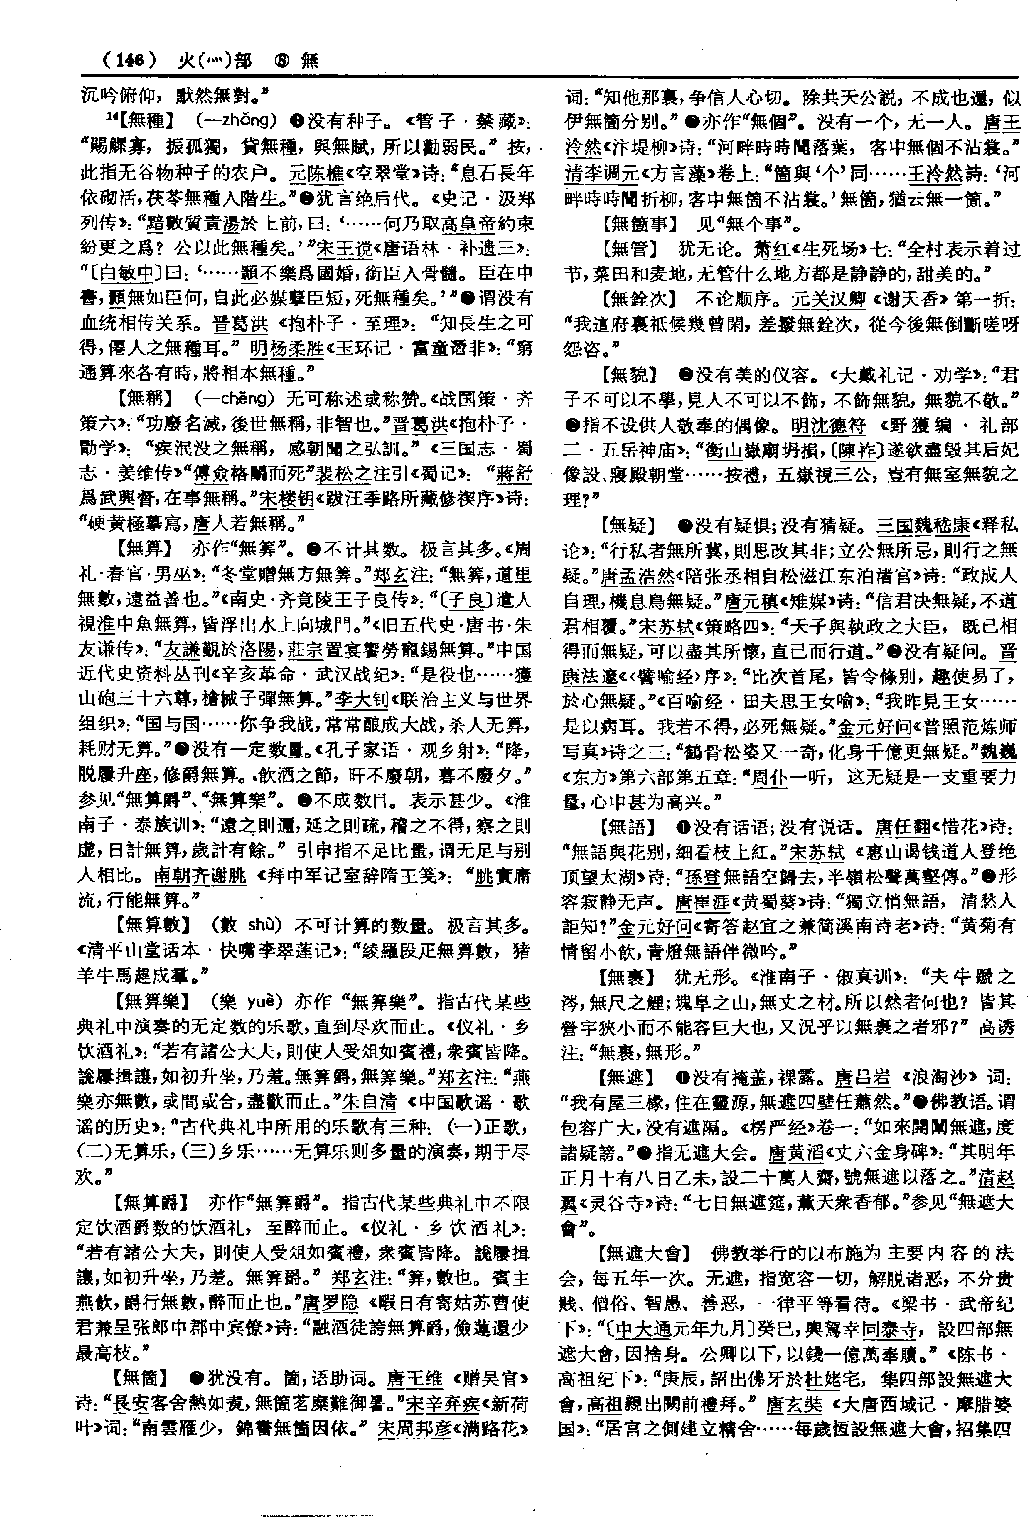 （146） 火(灬)部 ⑧ 無
沉吟俯仰，默然無對。”
14【無種】 （—zhǒng）❶没有种子。《管子·禁藏》：
“賜鰥寡，振孤獨，貸無種，與無賦，所以勸弱民。”按，
此指无谷物种子的农户。元陈樵《空翠堂》诗：“息石長年
依砌活，茯苓無種人階生。”❷犹言绝后代。《史记·汲郑
列传》：“黯數質責湯於上前，曰：‘……何乃取高皇帝約束
紛更之爲？公以此無種矣。’”宋王谠《唐语林·补遗三》：
“〔白敏中〕曰：‘……顥不樂爲國婚，銜臣入骨髓。臣在中
書，顥無如臣何，自此必媒孽臣短，死無種矣。’”❸谓没有
血统相传关系。晋葛洪《抱朴子·至理》：“知長生之可
得，僊人之無種耳。”明杨柔胜《玉环记·富童谮非》：“窮
通算來各有時，將相本無種。”
【無稱】 （—chēng）无可称述或称赞。《战国策·齐
策六》：“功廢名滅，後世無稱，非智也。”晋葛洪《抱朴子·
勖学》：“疾泯没之無稱，感朝聞之弘訓。”《三国志·蜀
志·姜维传》“傅僉格鬭而死”裴松之注引《蜀记》：“蔣舒
爲武興督，在事無稱。”宋楼钥《跋汪季路所藏修禊序》诗：
“硬黄極摹寫，唐人若無稱。”
【無算】 亦作“無筭”。❶不计其数。极言其多。《周
礼·春官·男巫》：“冬堂贈無方無筭。”郑玄注：“無筭，道里
無數，遠益善也。”《南史·齐竟陵王子良传》：“〔子良〕遣人
視淮中魚無算，皆浮出水上向城門。”《旧五代史·唐书·朱
友谦传》：“友謙覲於洛陽，莊宗置宴饗勞寵錫無算。”中国
近代史资料丛刊《辛亥革命·武汉战纪》：“是役也……獲
山砲三十六尊，槍械子彈無算。”李大钊《联治主义与世界
组织》：“国与国……你争我战，常常酿成大战，杀人无算，
耗财无算。”❷没有一定数量。《孔子家语·观乡射》：“降，
脱屨升座，修爵無算。飲酒之節，旰不廢朝，暮不廢夕。”
参见“無算爵”、“無算樂”。❸不成数目。表示甚少。《淮
南子·泰族训》：“遠之則邇，延之則疏，稽之不得，察之則
虚，日計無算，歲計有餘。”引申指不足比量，谓无足与别
人相比。南朝齐谢朓《拜中军记室辞隋王笺》：“朓實庸
流，行能無算。”
【無算數】（數 shù）不可计算的数量。极言其多。
《清平山堂话本·快嘴李翠莲记》：“綾羅段疋無算數，猪
羊牛馬趕成羣。”
【無算樂】（樂 yuè）亦作“無筭樂”。指古代某些
典礼中演奏的无定数的乐歌，直到尽欢而止。《仪礼·乡
饮酒礼》：“若有諸公大夫，則使人受俎如賓禮，衆賓皆降。
説屨揖讓，如初升坐，乃羞。無筭爵，無筭樂。”郑玄注：“燕
樂亦無數，或間或合，盡歡而止。”朱自清《中国歌谣·歌
谣的历史》：“古代典礼中所用的乐歌有三种：（一）正歌，
（二）无算乐，（三）乡乐……无算乐则多量的演奏，期于尽
欢。”
【無算爵】 亦作“無筭爵”。指古代某些典礼中不限
定饮酒爵数的饮酒礼，至醉而止。《仪礼·乡饮酒礼》：
“若有諸公大夫，則使人受俎如賓禮，衆賓皆降。説屨揖
讓，如初升坐，乃羞。無筭爵。”郑玄注：“筭，數也。賓主
燕飲，爵行無數，醉而止也。”唐罗隐《暇日有寄姑苏曹使
君兼呈张郎中郡中宾僚》诗：“融酒徒誇無算爵，儉蓮還少
最高枝。”
【無箇】 ❶犹没有。箇，语助词。唐王维《赠吴官》
诗：“長安客舍熱如煮，無箇茗糜難御暑。”宋辛弃疾《新荷
叶》词：“南雲雁少，錦書無箇因依。”宋周邦彦《满路花》
词：“知他那裏，争信人心切。除共天公説，不成也還，似
伊無箇分别。”❷亦作“無個”。没有一个，无一人。唐王
泠然《汴堤柳》诗：“河畔時時聞落葉，客中無個不沾裳。”
清李调元《方言藻》卷上：“箇與‘个’同……王泠然詩：‘河
畔時時聞折柳，客中無箇不沾裳。’無箇，猶云無一箇。”
【無箇事】 见“無个事”。
【無管】 犹无论。萧红《生死场》七：“全村表示着过
节，菜田和麦地，无管什么地方都是静静的，甜美的。”
【無銓次】 不论顺序。元关汉卿《谢天香》第一折：
“我這府裏祗候幾曾閑，差撥無銓次，從今後無倒斷嗟呀
怨咨。”
【無貌】 ❶没有美的仪容。《大戴礼记·劝学》：“君
子不可以不學，見人不可以不飾，不飾無貌，無貌不敬。”
❷指不设供人敬奉的偶像。明沈德符《野獲编·礼部
二·五岳神庙》：“衡山嶽廟坍損，〔陳祚〕遂欲盡毁其后妃
像設、寢殿朝堂……按禮，五嶽視三公，豈有無室無貌之
理？”
【無疑】 ❶没有疑惧；没有猜疑。三国魏嵇康《释私
论》：“行私者無所冀，則思改其非；立公無所忌，則行之無
疑。”唐孟浩然《陪张丞相自松滋江东泊渚宫》诗：“政成人
自理，機息鳥無疑。”唐元稹《雉媒》诗：“信君决無疑，不道
君相覆。”宋苏轼《策略四》：“天子與執政之大臣，既已相
得而無疑，可以盡其所懷，直己而行道。”❷没有疑问。晋
康法邃《〈譬喻经〉序》：“比次首尾，皆令條别，趣使易了，
於心無疑。”《百喻经·田夫思王女喻》：“我昨見王女……
是以病耳。我若不得，必死無疑。”金元好问《普照范炼师
写真》诗之二：“鶴骨松姿又一奇，化身千億更無疑。”魏巍
《东方》第六部第五章：“周仆一听，这无疑是一支重要力
量，心中甚为高兴。”
【無語】 ❶没有话语；没有说话。唐任翻《惜花》诗：
“無語與花别，細看枝上紅。”宋苏轼《惠山谒钱道人登绝
顶望太湖》诗：“孫登無語空歸去，半嶺松聲萬壑傳。”❷形
容寂静无声。唐崔涯《黄蜀葵》诗：“獨立悄無語，清愁人
詎知？”金元好问《寄答赵宜之兼简溪南诗老》诗：“黄菊有
情留小飲，青燈無語伴微吟。”
【無裏】 犹无形。《淮南子·俶真训》：“夫牛蹏之
涔，無尺之鯉；塊阜之山，無丈之材。所以然者何也？皆其
營宇狹小而不能容巨大也，又況乎以無裏之者邪？”高诱
注：“無裏，無形。”
【無遮】 ❶没有掩盖，裸露。唐吕岩《浪淘沙》词：
“我有屋三椽，住在靈源，無遮四壁任蕭然。”❷佛教语。谓
包容广大，没有遮隔。《楞严经》卷一：“如來開闡無遮，度
諸疑謗。”❸指无遮大会。唐黄滔《丈六金身碑》：“其明年
正月十有八日乙未，設二十萬人齋，號無遮以落之。”清赵
翼《灵谷寺》诗：“七日無遮筵，薰天衆香郁。”参见“無遮大
會”。
【無遮大會】 佛教举行的以布施为主要内容的法
会，每五年一次。无遮，指宽容一切，解脱诸恶，不分贵
贱、僧俗、智愚、善恶，一律平等看待。《梁书·武帝纪
下》：“〔中大通元年九月〕癸巳，輿駕幸同泰寺，設四部無
遮大會，因捨身。公卿以下，以錢一億萬奉贖。”《陈书·
高祖纪下》：“庚辰，詔出佛牙於杜姥宅，集四部設無遮大
會，高祖親出闕前禮拜。”唐玄奘《大唐西域记·摩腊婆
国》：“居宫之側建立精舍……每歲恆設無遮大會，招集四